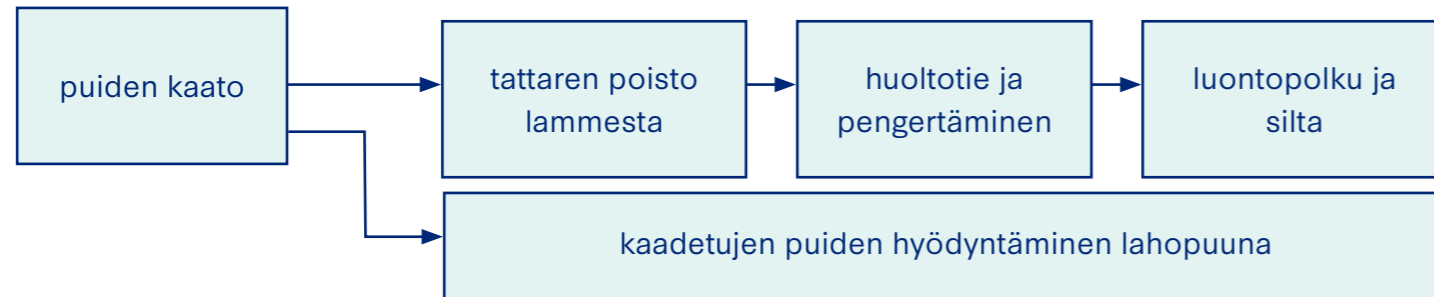 puiden kaato
tattaren poisto
lammesta
huoltotie ja
pengertäminen
luontopolku ja
silta
kaadetujen puiden hyödyntäminen lahopuuna